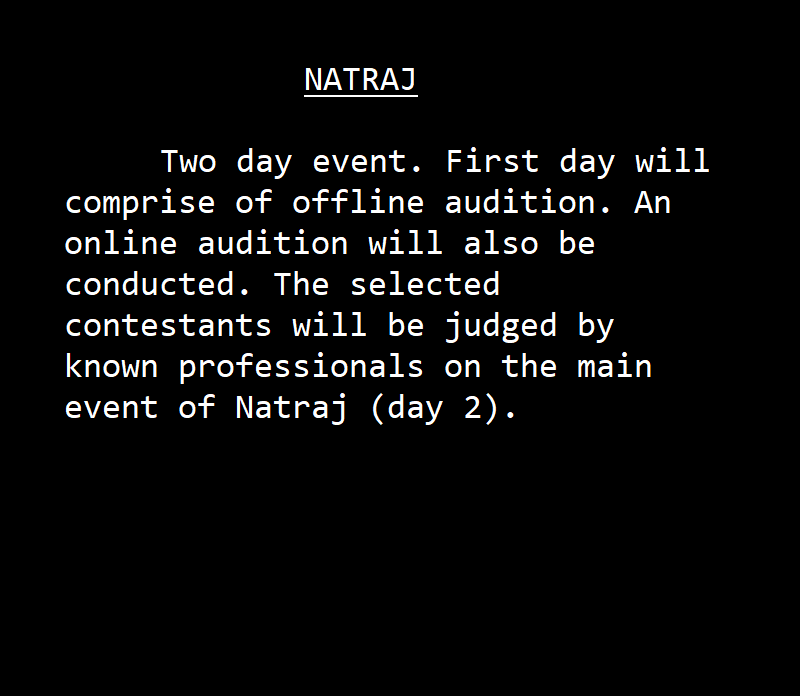 NATRAJ
Two day event. First day will
comprise of offline audition. An
online audition will also be
conducted. The selected
contestants will be judged by
known professionals on the main
event of Natraj (day 2).